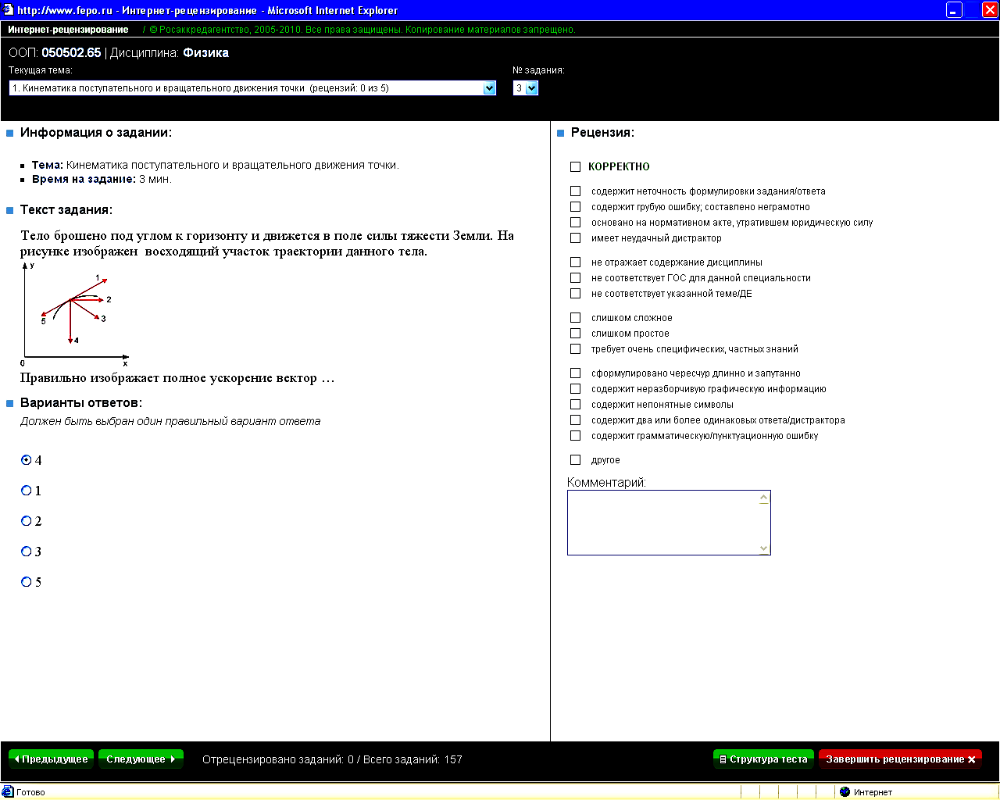 http://www.fepo.ru - Интернет-рецензирование - Microsoft Internet Explorer
Интернет-рецензирование / © Росаккредагентство, 2005-2010. Все права защищены. Копирование материалов запрещено.
ООП: 050502.65 | Дисциплина: Физика
Текущая тема: № задания:
1. Кинематика поступательного и вращательного движения точки (рецензий: 0 из 5) 3
Информация о задании:
Тема: Кинематика поступательного и вращательного движения точки.
Время на задание: 3 мин.
Текст задания:
Тело брошено под углом к горизонту и движется в поле силы тяжести Земли. На
рисунке изображен восходящий участок траектории данного тела.
y
1
2
5
3
4
0
x
Правильно изображает полное ускорение вектор …
Варианты ответов:
Должен быть выбран один правильный вариант ответа
4
1
2
3
5
Рецензия:
КОРРЕКТНО
содержит неточность формулировки задания/ответа
содержит грубую ошибку; составлено неграмотно
основано на нормативном акте, утратившем юридическую силу
имеет неудачный дистрактор
не отражает содержание дисциплины
не соответствует ГОС для данной специальности
не соответствует указанной теме/ДЕ
слишком сложное
слишком простое
требует очень специфических, частных знаний
сформулировано чересчур длинно и запутанно
содержит неразборчивую графическую информацию
содержит непонятные символы
содержит два или более одинаковых ответа/дистрактора
содержит грамматическую/пунктуационную ошибку
другое
Комментарий:
Предыдущее Следующее Отрецензировано заданий: 0 / Всего заданий: 157 Структура теста Завершить рецензирование
Готово Интернет